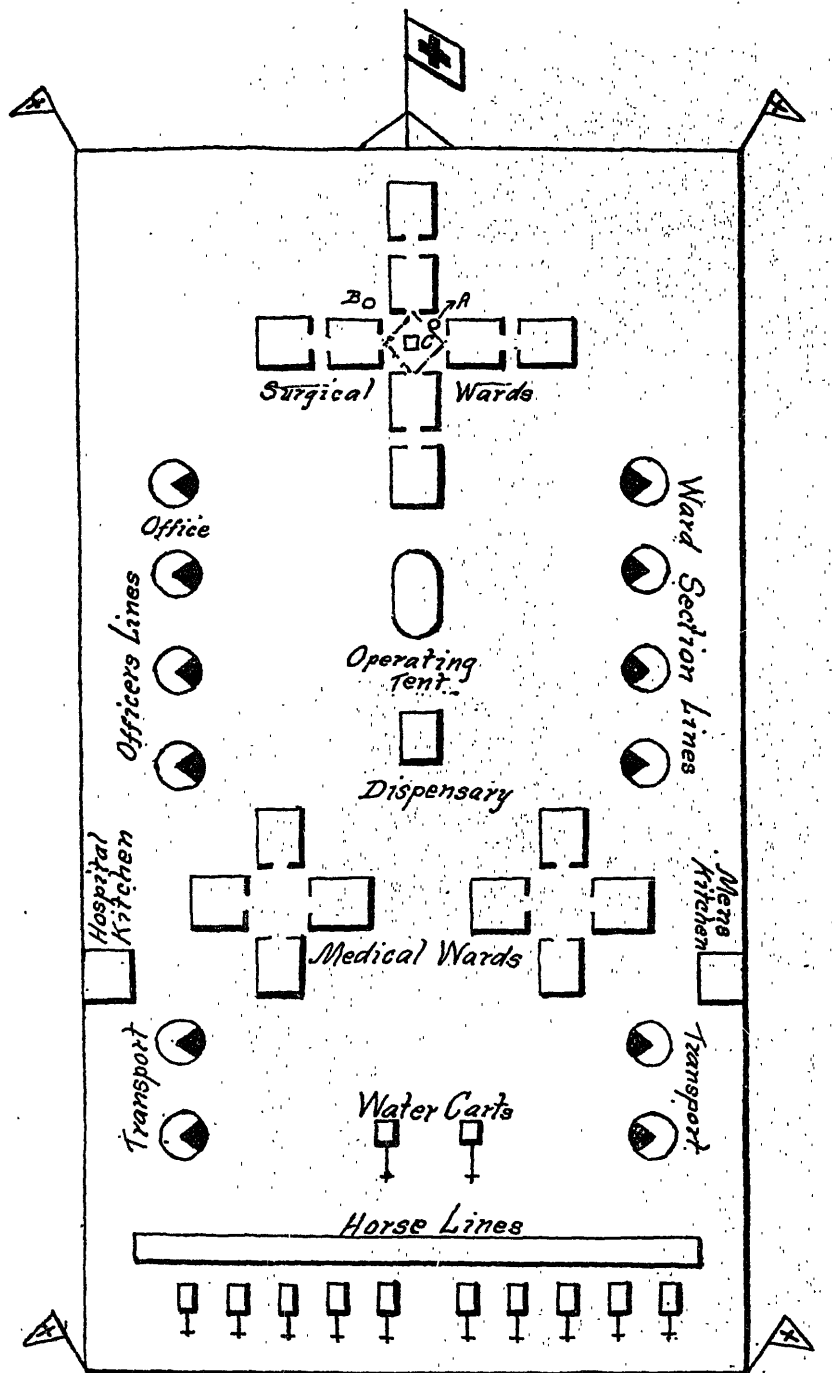 B
A
C
Surgical Wards
Office
Officers Lines
Ward Section Lines
Operating
Tent
Dispensary
Hospital
Kitchen
Mens
Kitchen
Medical Wards
Transport
Transport
Water Carts
Horse Lines